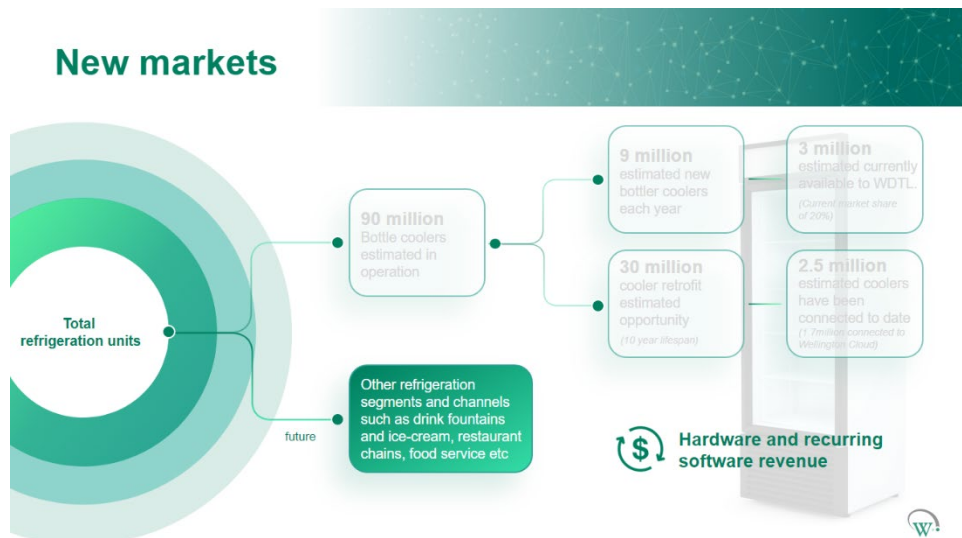 New markets
Total
refrigeration units
future
90 million
Bottle coolers
estimated in
operation
Other refrigeration
segments and channels
such as drink fountains
and ice-cream, restaurant
chains, food service etc
9 million
estimated new
bottler coolers
each year
3 million
estimated currently
available to WDTL.
(Current market share
of 20%)
30 million
cooler retrofit
estimated
opportunity
(10 year lifespan)
2.5 million
estimated coolers
have been
connected to date
(1.7million connected to
Wellington Cloud)
Hardware and recurring
software revenue
$
W